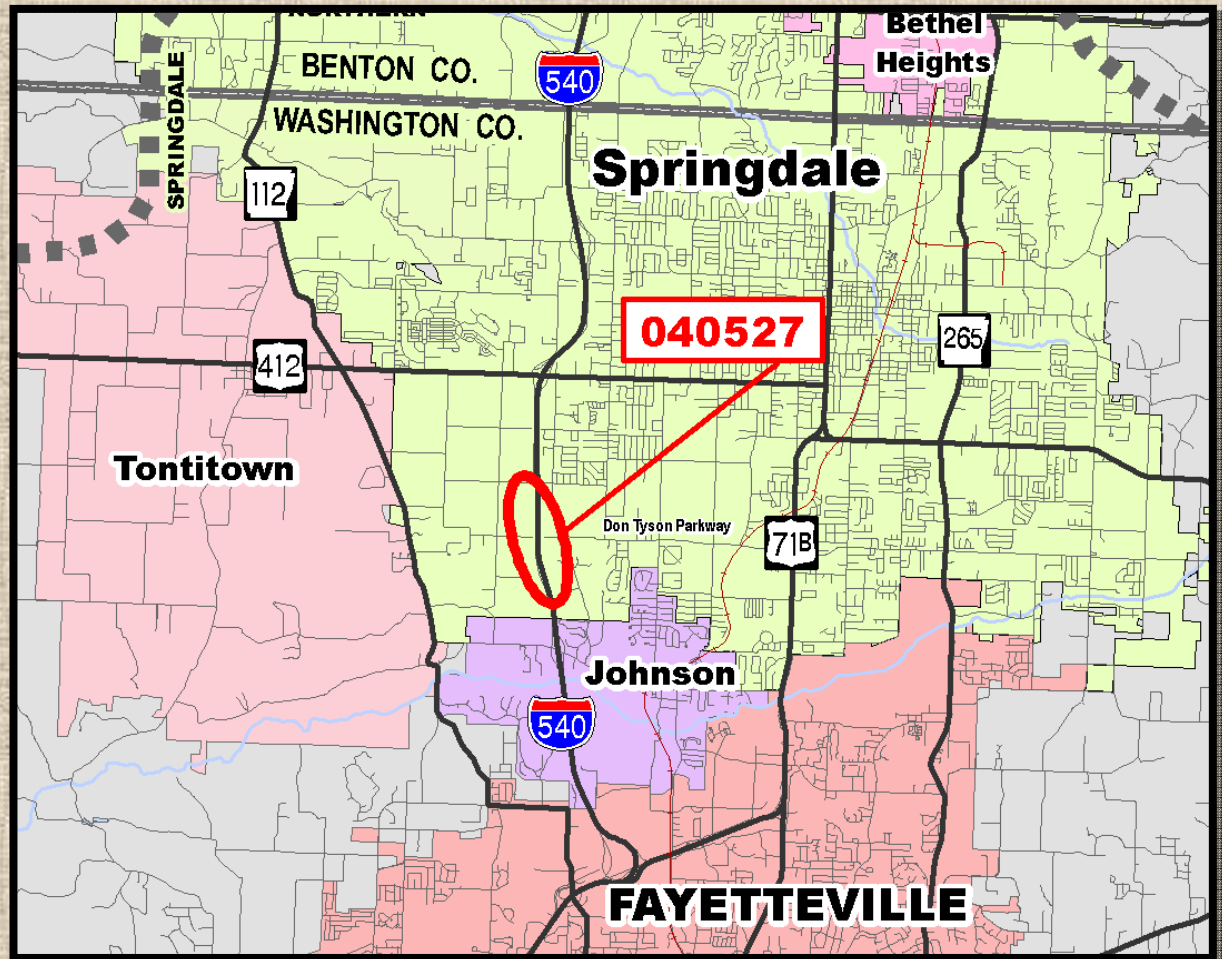 NORTHERN
Bethel
Heights
BENTON CO.
540
WASHINGTON CO.
SPRINGDALE
Springdale
112
040527
265
412
Tontitown
Don Tyson Parkway
71B
Johnson
540
FAYETTEVILLE